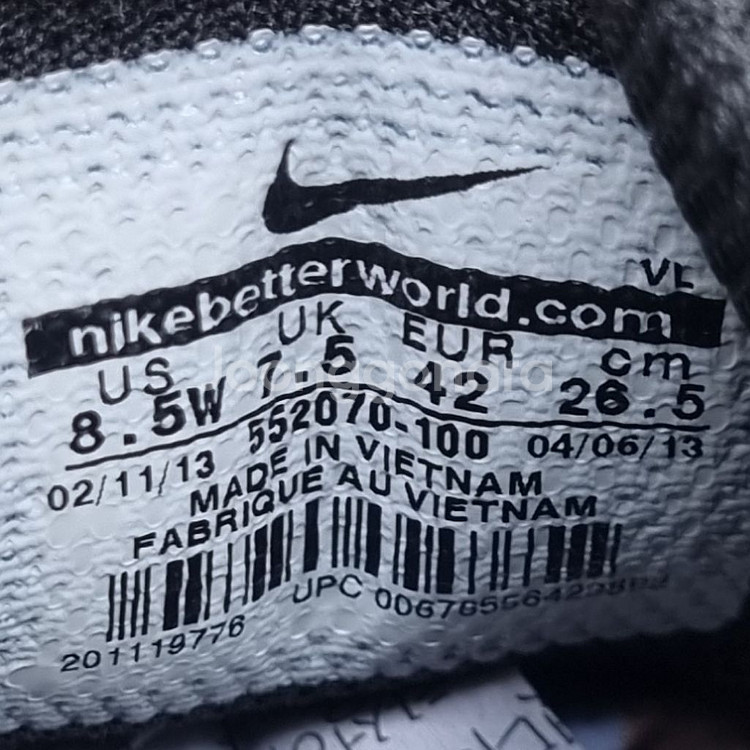 VL
nikebetterworld.com
US UK EUR cm
8.5W 7.5 42 26.5
02/11/13 552070-100 04/06/13
MADE IN VIETNAM
FABRIQUE AU VIETNAM
UPC
201119776